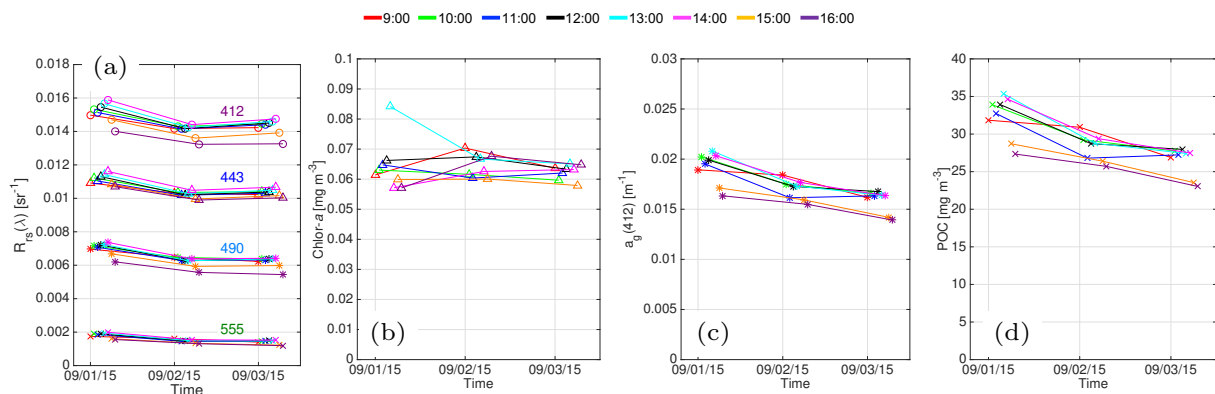 9:00 10:00 11:00 12:00 13:00 14:00 15:00 16:00
(a)
R_rs(λ) [sr⁻¹]
0.018
0.016
0.014
0.012
0.01
0.008
0.006
0.004
0.002
0
412
443
490
555
09/01/15 09/02/15 09/03/15
Time
(b)
Chlor-a [mg m⁻³]
0.1
0.09
0.08
0.07
0.06
0.05
0.04
0.03
0.02
0.01
0
09/01/15 09/02/15 09/03/15
Time
(c)
a_g(412) [m⁻¹]
0.03
0.025
0.02
0.015
0.01
0.005
0
09/01/15 09/02/15 09/03/15
Time
(d)
POC [mg m⁻³]
40
35
30
25
20
15
10
5
0
09/01/15 09/02/15 09/03/15
Time